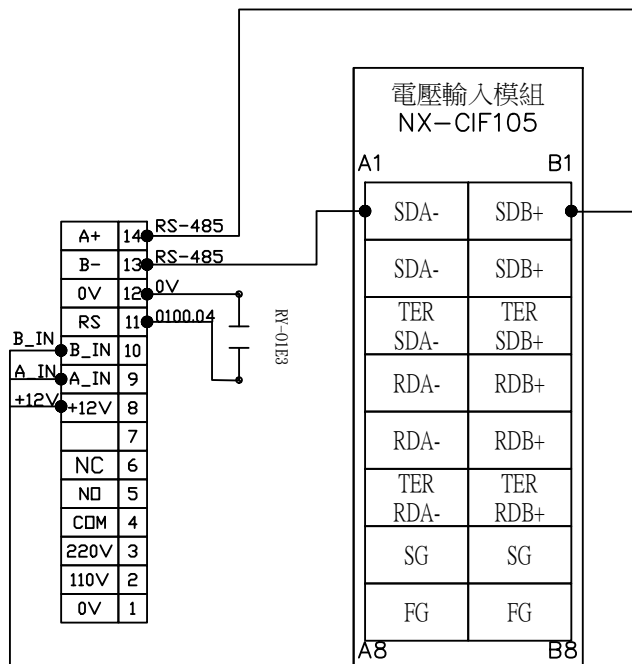 電壓輸入模組
NX-CIF105
A1 B1
SDA- SDB+
SDA- SDB+
TER TER
SDA- SDB+
RDA- RDB+
RDA- RDB+
TER TER
RDA- RDB+
SG SG
FG FG
A8 B8
A+ 14 RS-485
B- 13 RS-485
0V 12 0V
RS 11 0100.04
RY-01E3
B_IN B_IN 10
A_IN A_IN 9
+12V +12V 8
7
NC 6
NO 5
COM 4
220V 3
110V 2
0V 1